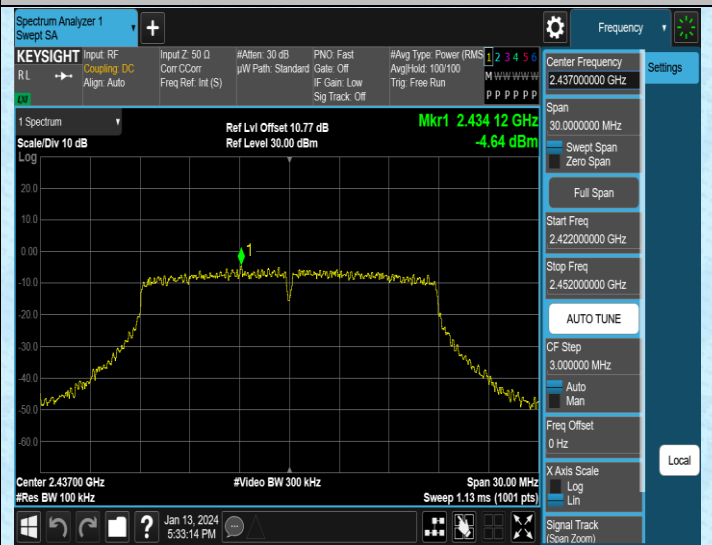 Spectrum Analyzer 1
Swept SA
+
Frequency
KEYSIGHT
RL
LXI
Input: RF
Coupling: DC
Align: Auto
Input Z: 50 Ω
Corr CCorr
Freq Ref: Int (S)
#Atten: 30 dB
µW Path: Standard
PNO: Fast
Gate: Off
IF Gain: Low
Sig Track: Off
#Avg Type: Power (RMS
Avg|Hold: 100/100
Trig: Free Run
1 2 3 4 5 6
M W W W W W
P P P P P P
1 Spectrum
Scale/Div 10 dB
Log
Ref Lvl Offset 10.77 dB
Ref Level 30.00 dBm
Mkr1 2.434 12 GHz
-4.64 dBm
20.0
10.0
0.00
-10.0
-20.0
-30.0
-40.0
-50.0
-60.0
1
Center 2.43700 GHz
#Res BW 100 kHz
#Video BW 300 kHz
Span 30.00 MHz
Sweep 1.13 ms (1001 pts)
Center Frequency
2.437000000 GHz
Span
30.0000000 MHz
Swept Span
Zero Span
Full Span
Start Freq
2.422000000 GHz
Stop Freq
2.452000000 GHz
AUTO TUNE
CF Step
3.000000 MHz
Auto
Man
Freq Offset
0 Hz
X Axis Scale
Log
Lin
Signal Track
(Span Zoom)
Settings
Local
?
Jan 13, 2024
5:33:14 PM